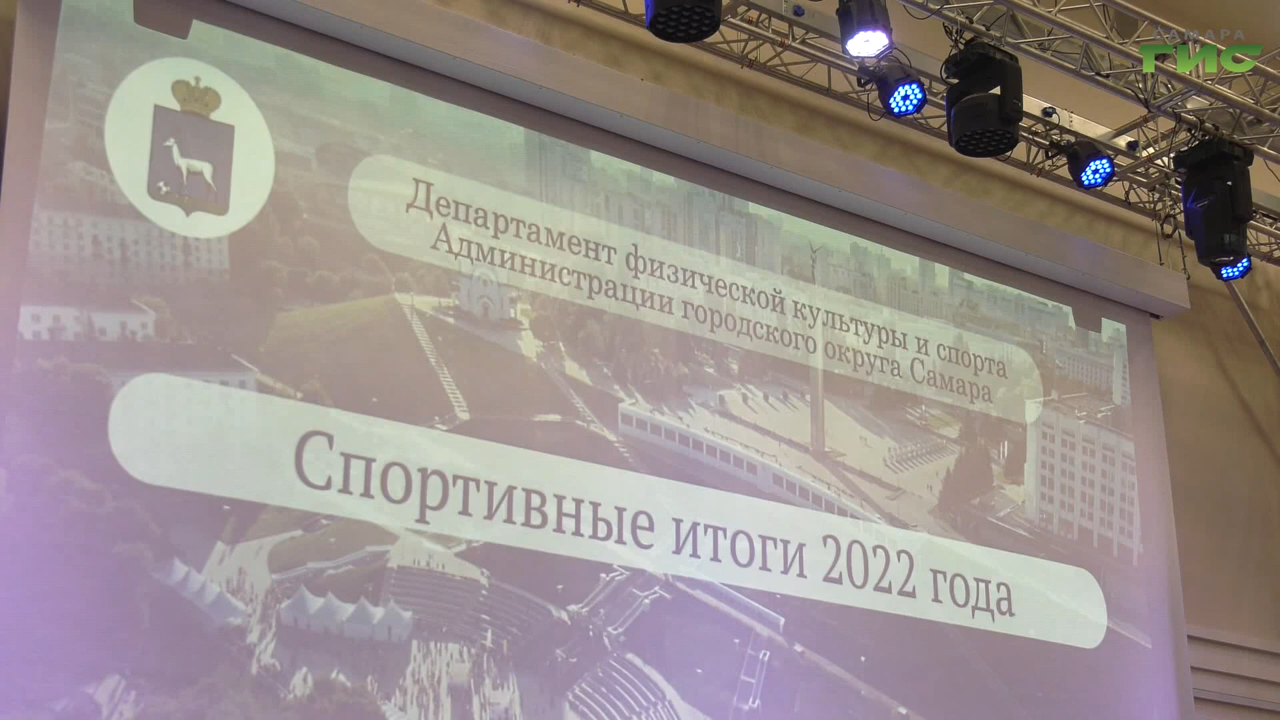 САМАРА
ГИС
Департамент физической культуры и спорта
Администрации городского округа Самара
Спортивные итоги 2022 года